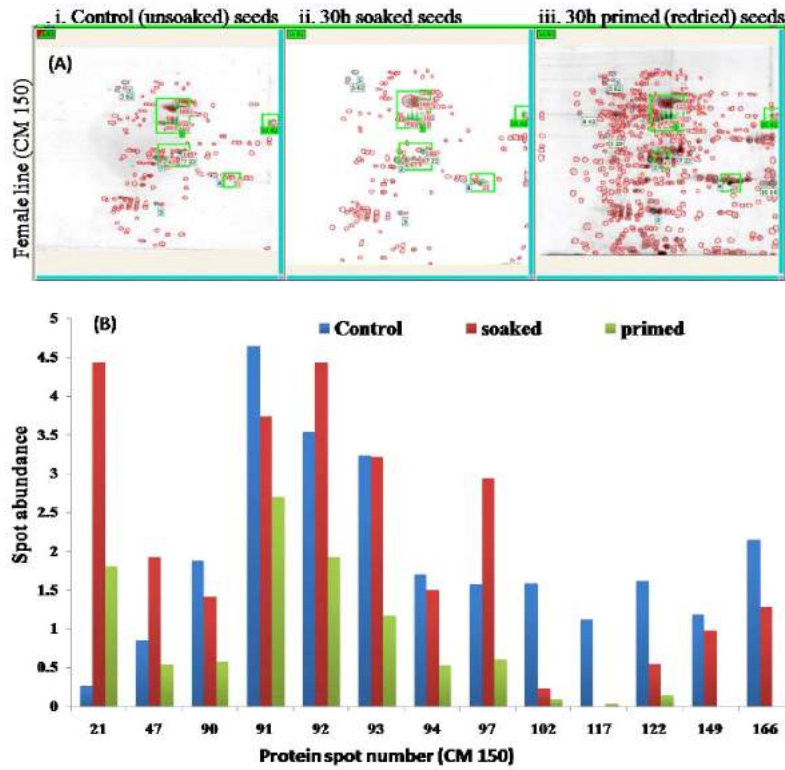 . i. Control (unsoaked) seeds ii. 30h soaked seeds iii. 30h primed (redried) seeds
(A)
Female line (CM 150)
(B)
Control soaked primed
Spot abundance
5
4.5
4
3.5
3
2.5
2
1.5
1
0.5
0
21 47 90 91 92 93 94 97 102 117 122 149 166
Protein spot number (CM 150)